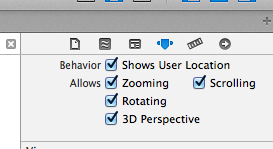 Behavior Shows User Location
Allows Zooming Scrolling
Rotating
3D Perspective